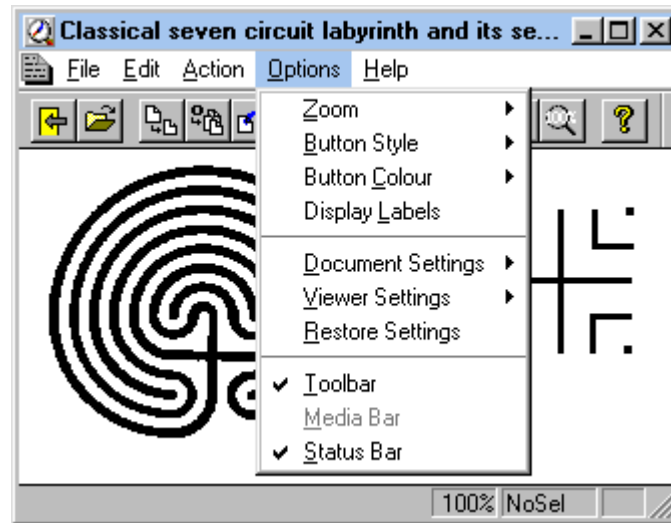 Classical seven circuit labyrinth and its se...
File Edit Action Options Help
Zoom
Button Style
Button Colour
Display Labels
Document Settings
Viewer Settings
Restore Settings
Toolbar
Media Bar
Status Bar
100% NoSel